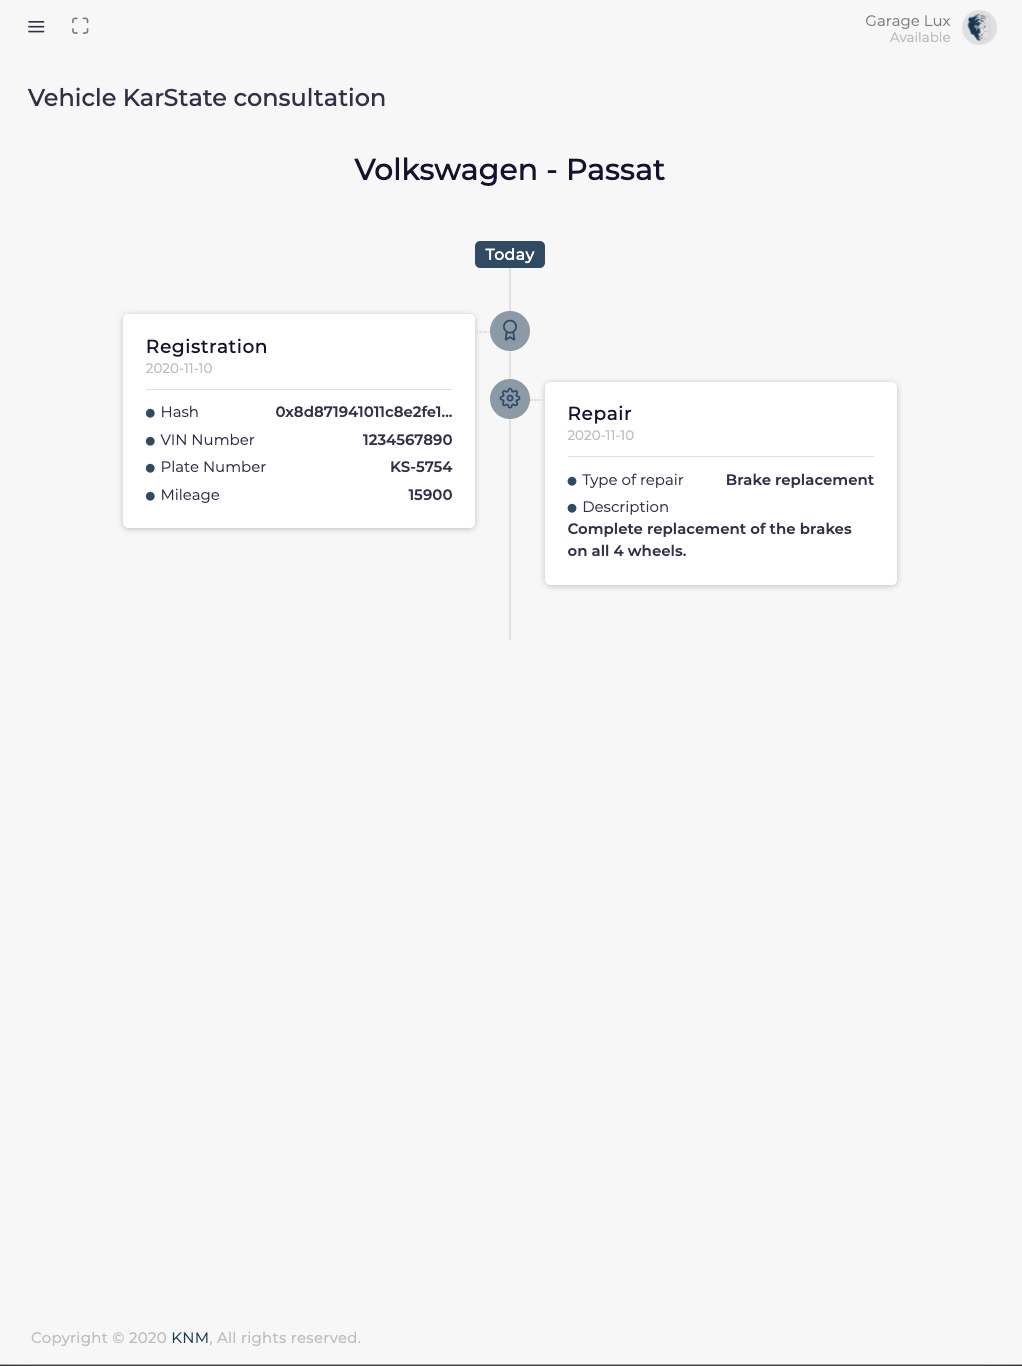 Garage Lux
Available
Vehicle KarState consultation
Volkswagen - Passat
Today
Registration
2020-11-10
Hash 0x8d871941011c8e2fe1...
VIN Number 1234567890
Plate Number KS-5754
Mileage 15900
Repair
2020-11-10
Type of repair Brake replacement
Description
Complete replacement of the brakes
on all 4 wheels.
Copyright © 2020 KNM, All rights reserved.